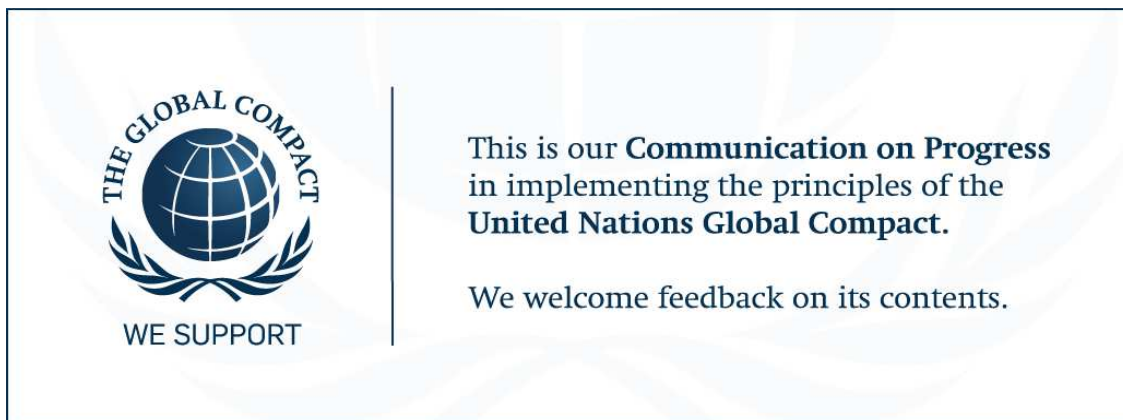 THE GLOBAL COMPACT
WE SUPPORT
This is our Communication on Progress
in implementing the principles of the
United Nations Global Compact.
We welcome feedback on its contents.